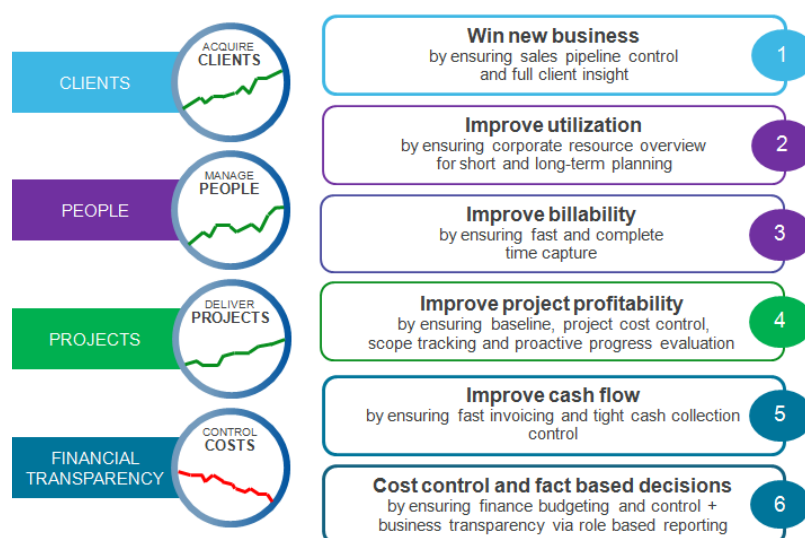 CLIENTS
ACQUIRE
CLIENTS
PEOPLE
MANAGE
PEOPLE
PROJECTS
DELIVER
PROJECTS
FINANCIAL
TRANSPARENCY
CONTROL
COSTS
Win new business
by ensuring sales pipeline control
and full client insight
1
Improve utilization
by ensuring corporate resource overview
for short and long-term planning
2
Improve billability
by ensuring fast and complete
time capture
3
Improve project profitability
by ensuring baseline, project cost control,
scope tracking and proactive progress evaluation
4
Improve cash flow
by ensuring fast invoicing and tight cash collection
control
5
Cost control and fact based decisions
by ensuring finance budgeting and control +
business transparency via role based reporting
6